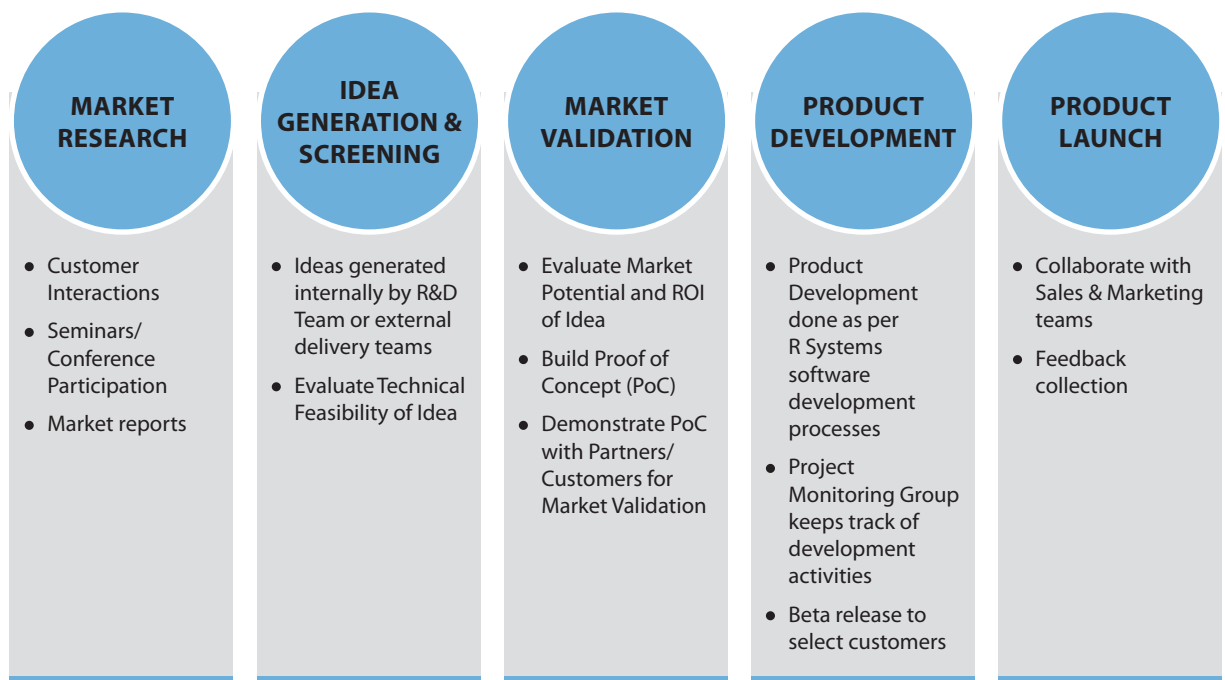 MARKET
RESEARCH
• Customer
Interactions
• Seminars/
Conference
Participation
• Market reports
IDEA
GENERATION &
SCREENING
• Ideas generated
internally by R&D
Team or external
delivery teams
• Evaluate Technical
Feasibility of Idea
MARKET
VALIDATION
• Evaluate Market
Potential and ROI
of Idea
• Build Proof of
Concept (PoC)
• Demonstrate PoC
with Partners/
Customers for
Market Validation
PRODUCT
DEVELOPMENT
• Product
Development
done as per
R Systems
software
development
processes
• Project
Monitoring Group
keeps track of
development
activities
• Beta release to
select customers
PRODUCT
LAUNCH
• Collaborate with
Sales & Marketing
teams
• Feedback
collection